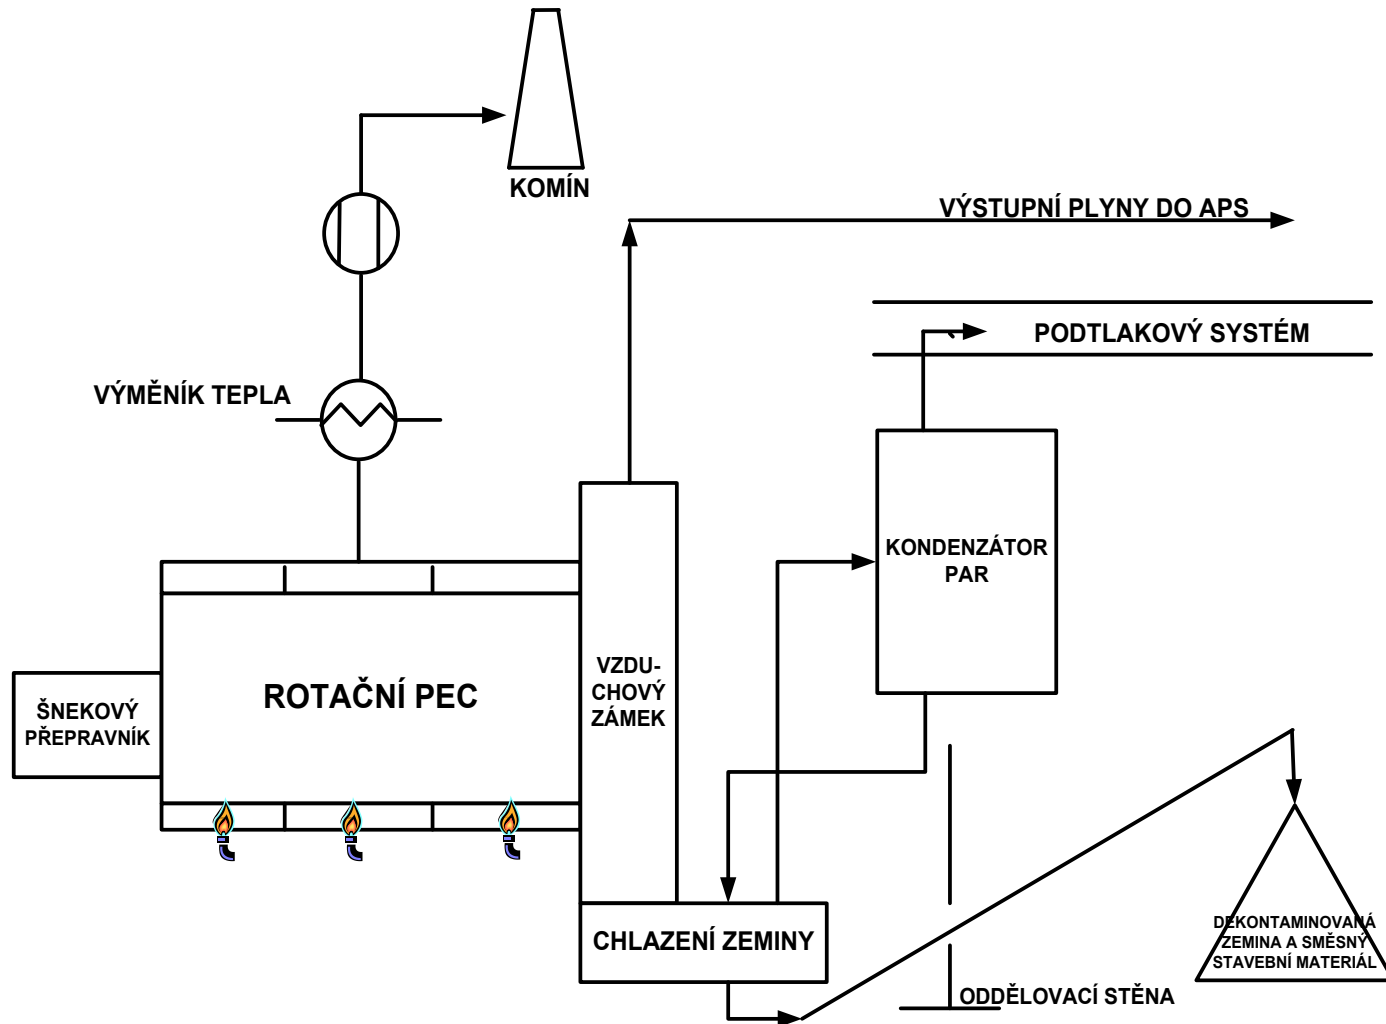 KOMÍN
VÝSTUPNÍ PLYNY DO APS
PODTLAKOVÝ SYSTÉM
VÝMĚNÍK TEPLA
KONDENZÁTOR
PAR
VZDU-
CHOVÝ
ZÁMEK
ROTAČNÍ PEC
ŠNEKOVÝ
PŘEPRAVNÍK
CHLAZENÍ ZEMINY
DEKONTAMINOVANÁ
ZEMINA A SMĚSNÝ
STAVEBNÍ MATERIÁL
ODDĚLOVACÍ STĚNA